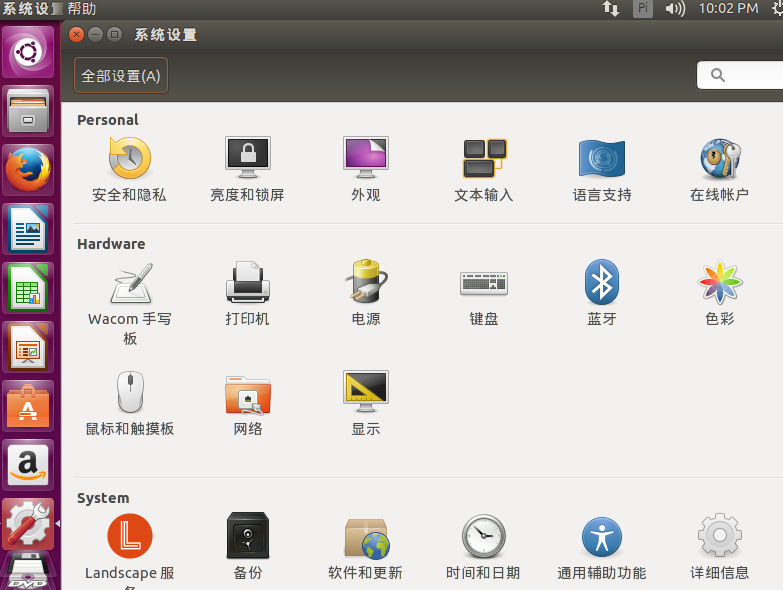 系统设置 帮助
Pi
10:02 PM
系统设置
全部设置(A)
Personal
安全和隐私
亮度和锁屏
外观
文本输入
语言支持
在线帐户
Hardware
Wacom 手写
板
打印机
电源
键盘
蓝牙
色彩
鼠标和触摸板
网络
显示
System
Landscape 服
备份
软件和更新
时间和日期
通用辅助功能
详细信息